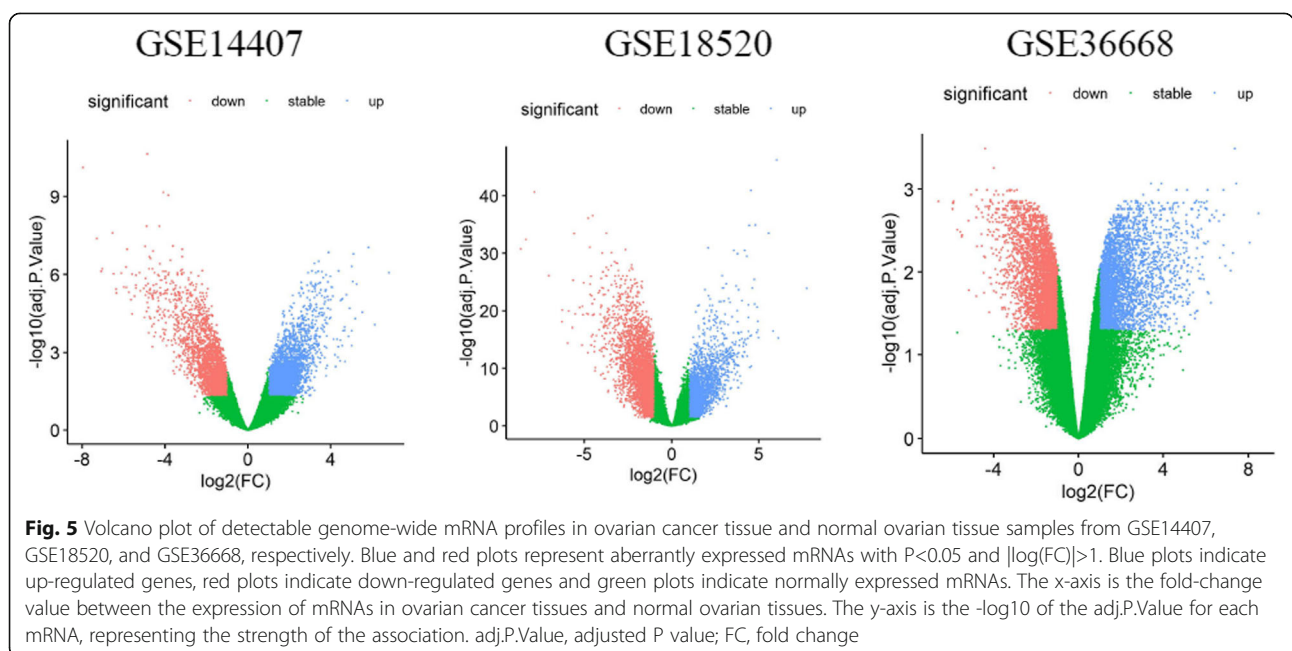 GSE14407
GSE18520
GSE36668
significant · down · stable · up
significant · down · stable · up
significant · down · stable · up
-log10(adj.P.Value)
9
6
3
0
-8
-4
0
4
log2(FC)
-log10(adj.P.Value)
40
30
20
10
0
-5
0
5
log2(FC)
-log10(adj.P.Value)
3
2
1
0
-4
0
4
8
log2(FC)
Fig. 5 Volcano plot of detectable genome-wide mRNA profiles in ovarian cancer tissue and normal ovarian tissue samples from GSE14407,
GSE18520, and GSE36668, respectively. Blue and red plots represent aberrantly expressed mRNAs with P<0.05 and |log(FC)|>1. Blue plots indicate
up-regulated genes, red plots indicate down-regulated genes and green plots indicate normally expressed mRNAs. The x-axis is the fold-change
value between the expression of mRNAs in ovarian cancer tissues and normal ovarian tissues. The y-axis is the -log10 of the adj.P.Value for each
mRNA, representing the strength of the association. adj.P.Value, adjusted P value; FC, fold change